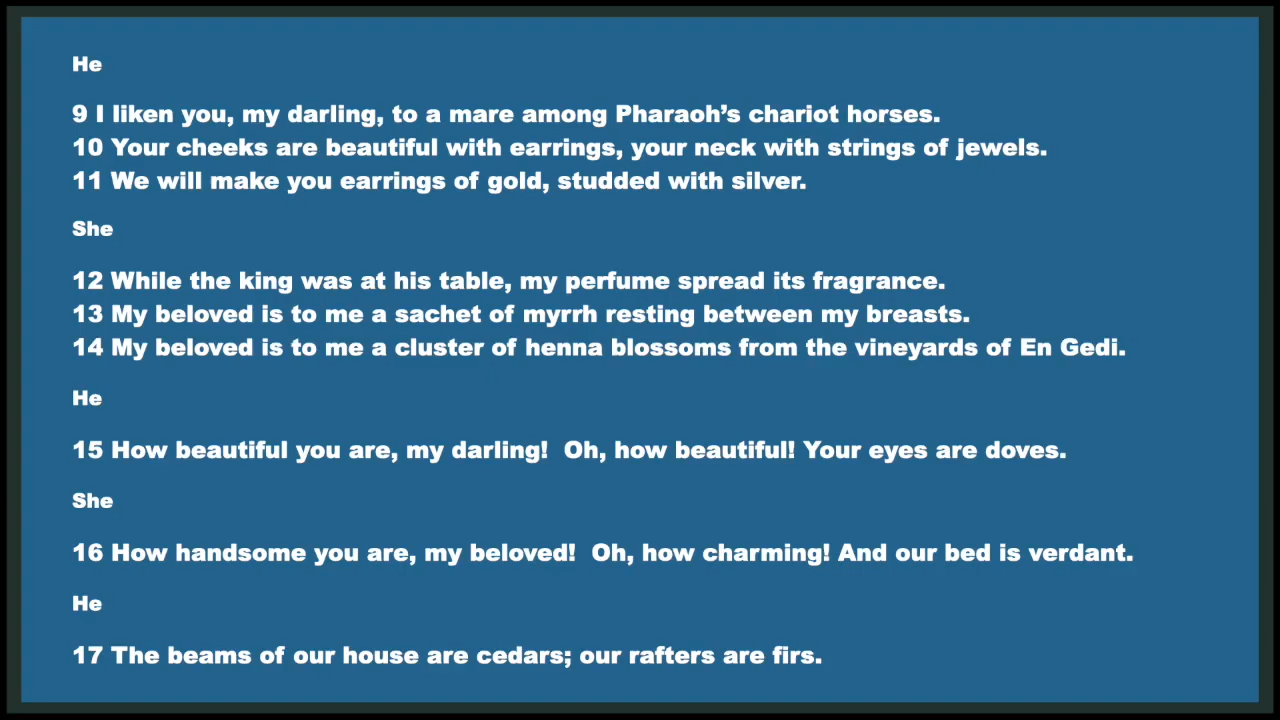 He
9 I liken you, my darling, to a mare among Pharaoh’s chariot horses.
10 Your cheeks are beautiful with earrings, your neck with strings of jewels.
11 We will make you earrings of gold, studded with silver.
She
12 While the king was at his table, my perfume spread its fragrance.
13 My beloved is to me a sachet of myrrh resting between my breasts.
14 My beloved is to me a cluster of henna blossoms from the vineyards of En Gedi.
He
15 How beautiful you are, my darling!  Oh, how beautiful! Your eyes are doves.
She
16 How handsome you are, my beloved!  Oh, how charming! And our bed is verdant.
He
17 The beams of our house are cedars; our rafters are firs.